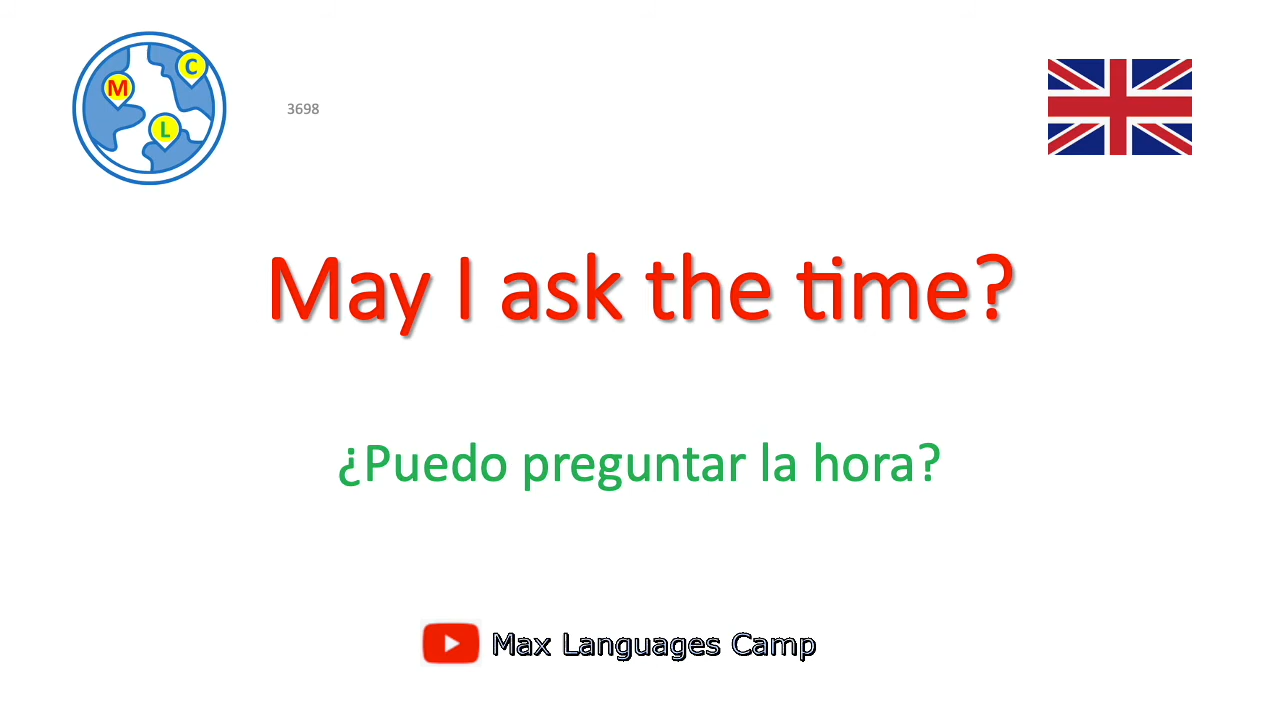 C
M
L
3698
May I ask the time?
¿Puedo preguntar la hora?
Max Languages Camp